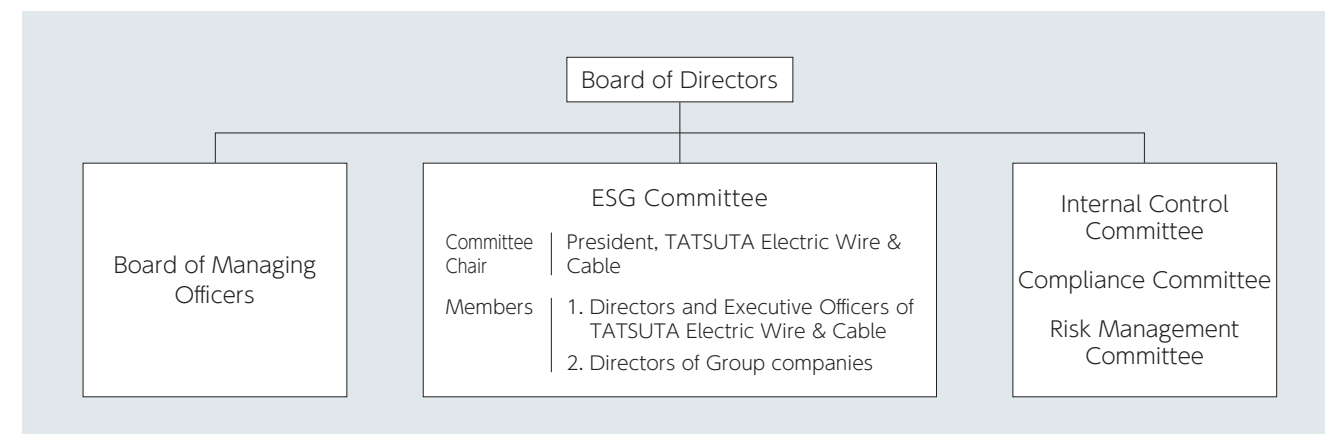 Board of Directors
Board of Managing
Officers
ESG Committee
Committee
Chair
President, TATSUTA Electric Wire &
Cable
Members
1. Directors and Executive Officers of
TATSUTA Electric Wire & Cable
2. Directors of Group companies
Internal Control
Committee
Compliance Committee
Risk Management
Committee